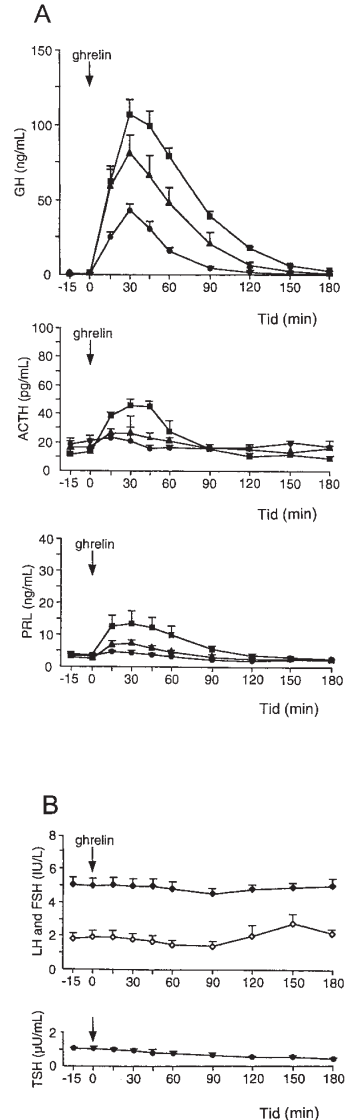 A
ghrelin
150
100
50
0
GH (ng/mL)
-15 0 30 60 90 120 150 180
Tid (min)
ghrelin
100
80
60
40
20
0
ACTH (pg/mL)
-15 0 30 60 90 120 150 180
Tid (min)
ghrelin
40
30
20
10
0
PRL (ng/mL)
-15 0 30 60 90 120 150 180
Tid (min)
B
ghrelin
8
6
4
2
0
LH and FSH (IU/L)
-15 0 30 60 90 120 150 180
2
0
TSH (µU/mL)
-15 0 30 60 90 120 150 180
Tid (min)